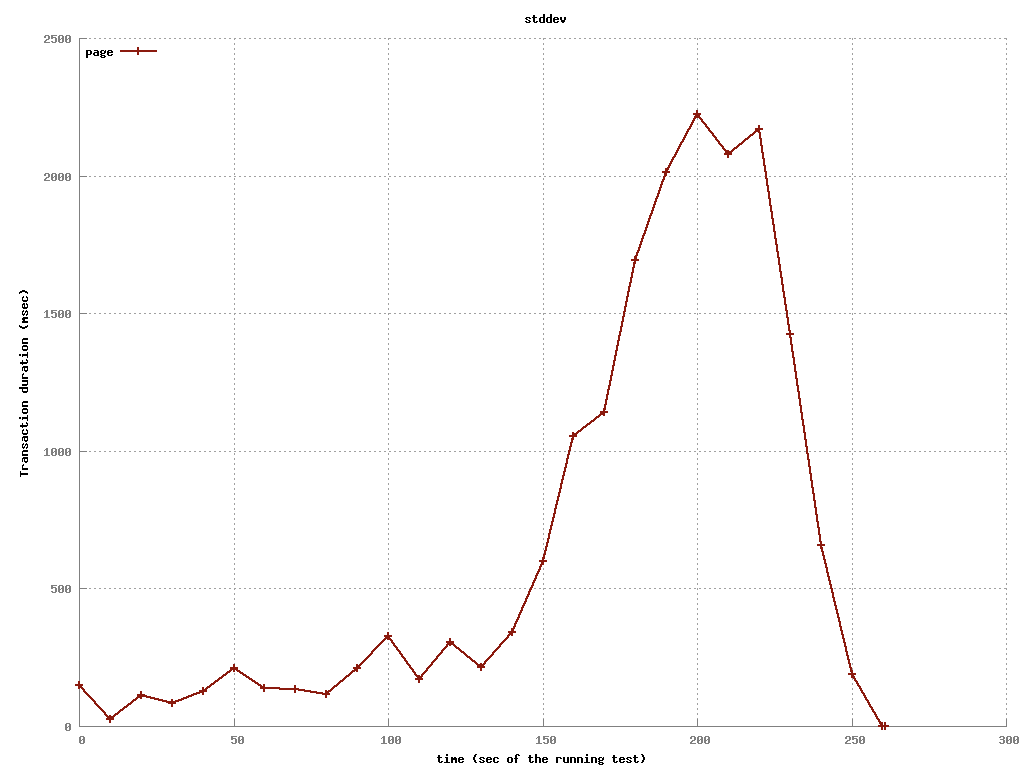 stddev
page
2500
2000
1500
1000
500
0
Transaction duration (msec)
0 50 100 150 200 250 300
time (sec of the running test)